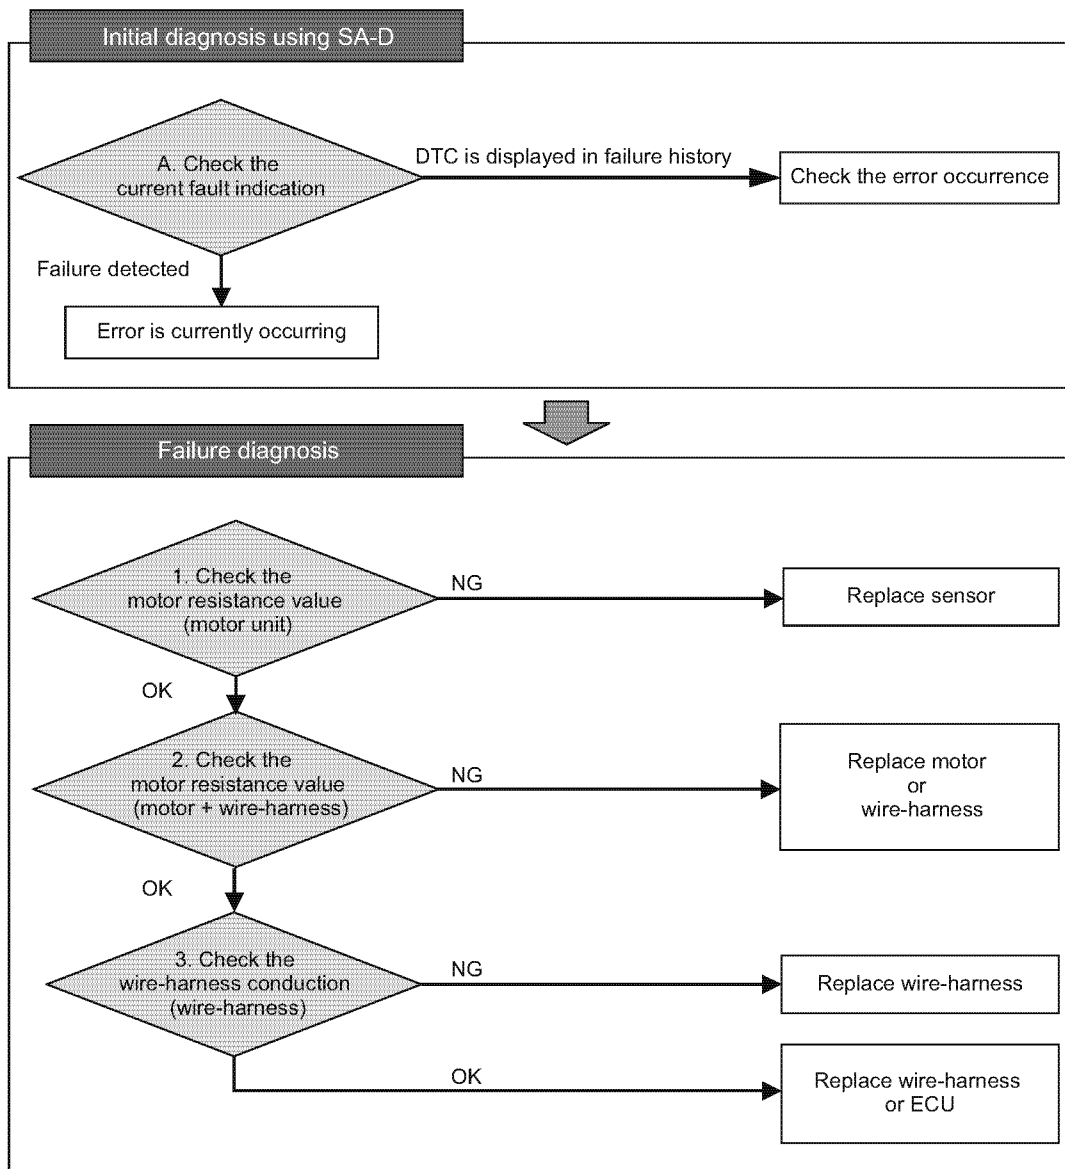 Initial diagnosis using SA-D
A. Check the
current fault indication
DTC is displayed in failure history
Check the error occurrence
Failure detected
Error is currently occurring
Failure diagnosis
1. Check the
motor resistance value
(motor unit)
NG
Replace sensor
OK
2. Check the
motor resistance value
(motor + wire-harness)
NG
Replace motor
or
wire-harness
OK
3. Check the
wire-harness conduction
(wire-harness)
NG
Replace wire-harness
OK
Replace wire-harness
or ECU